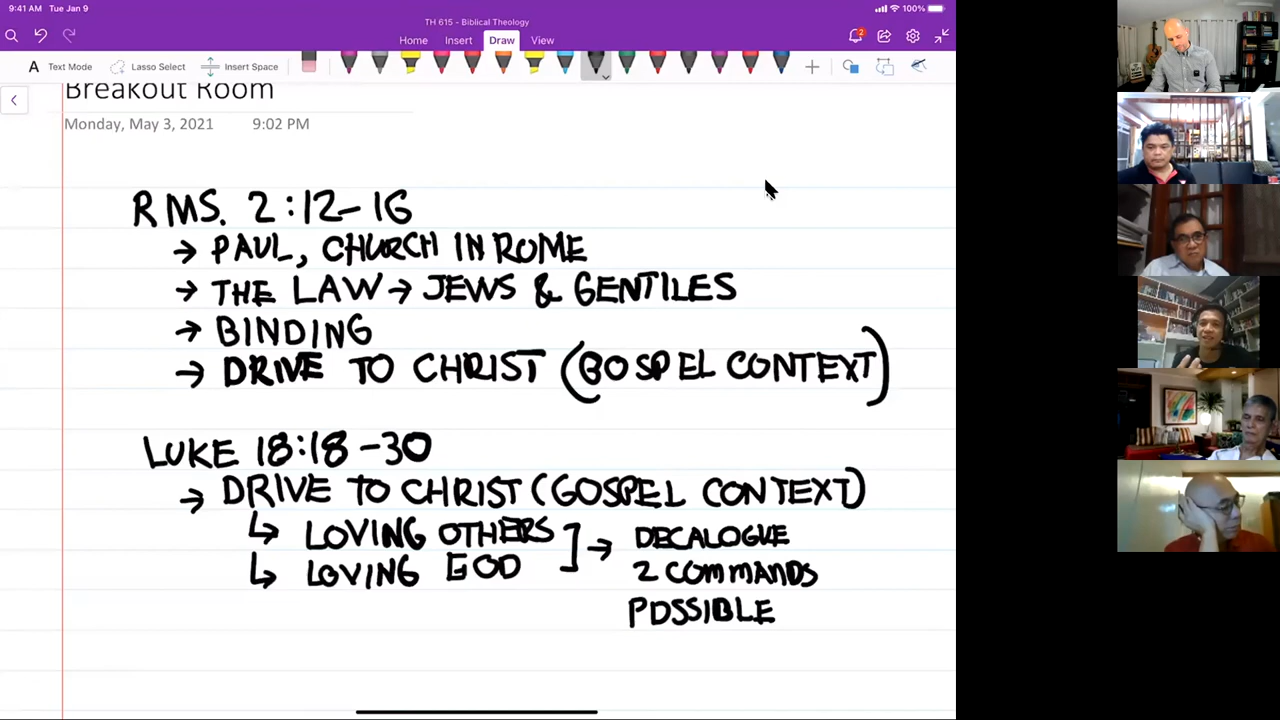 9:41 AM Tue Jan 9
100%
TH 615 - Biblical Theology
Home Insert Draw View
2
A Text Mode Lasso Select Insert Space
Breakout Room
Monday, May 3, 2021 9:02 PM
RMS. 2:12-16
→ PAUL, CHURCH IN ROME
→ THE LAW → JEWS & GENTILES
→ BINDING
→ DRIVE TO CHRIST (GOSPEL CONTEXT)
LUKE 18:18-30
→ DRIVE TO CHRIST (GOSPEL CONTEXT)
↳ LOVING OTHERS ] → DECALOGUE
↳ LOVING GOD 2 COMMANDS
POSSIBLE